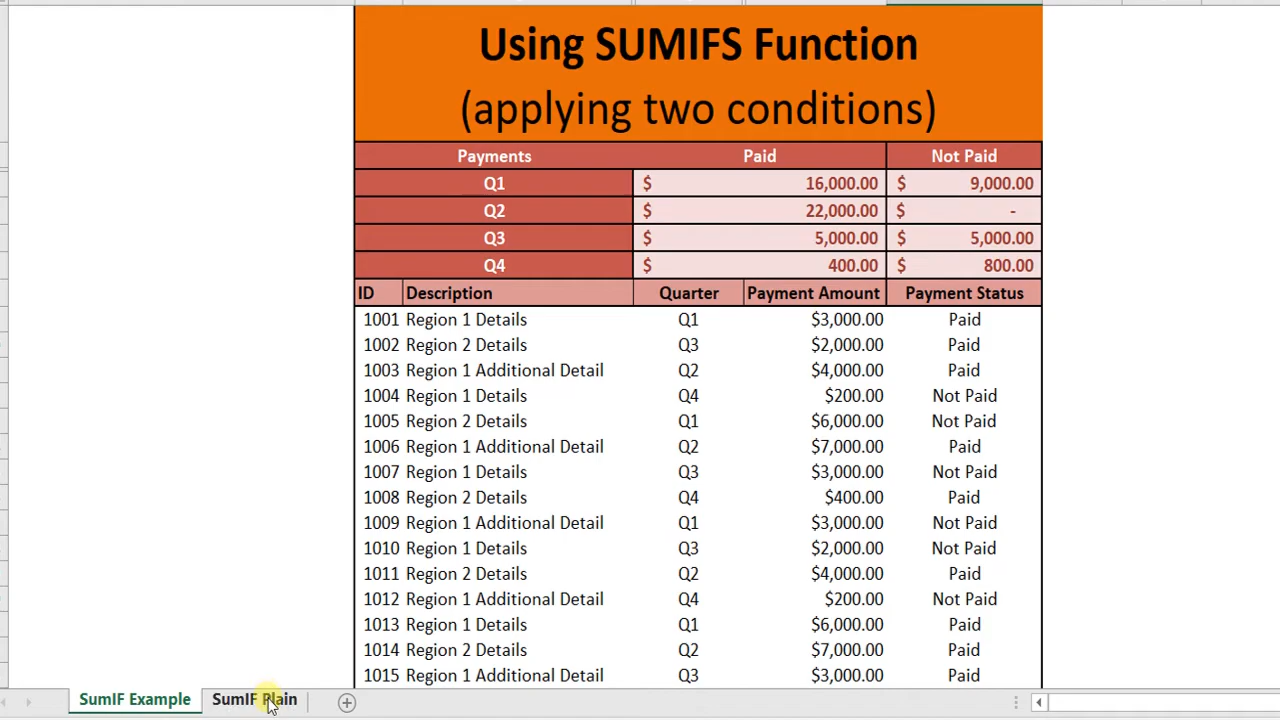 Using SUMIFS Function
(applying two conditions)
Payments Paid Not Paid
Q1 $ 16,000.00 $ 9,000.00
Q2 $ 22,000.00 $ -
Q3 $ 5,000.00 $ 5,000.00
Q4 $ 400.00 $ 800.00
ID Description Quarter Payment Amount Payment Status
1001 Region 1 Details Q1 $3,000.00 Paid
1002 Region 2 Details Q3 $2,000.00 Paid
1003 Region 1 Additional Detail Q2 $4,000.00 Paid
1004 Region 1 Details Q4 $200.00 Not Paid
1005 Region 2 Details Q1 $6,000.00 Not Paid
1006 Region 1 Additional Detail Q2 $7,000.00 Paid
1007 Region 1 Details Q3 $3,000.00 Not Paid
1008 Region 2 Details Q4 $400.00 Paid
1009 Region 1 Additional Detail Q1 $3,000.00 Not Paid
1010 Region 1 Details Q3 $2,000.00 Not Paid
1011 Region 2 Details Q2 $4,000.00 Paid
1012 Region 1 Additional Detail Q4 $200.00 Not Paid
1013 Region 1 Details Q1 $6,000.00 Paid
1014 Region 2 Details Q2 $7,000.00 Paid
1015 Region 1 Additional Detail Q3 $3,000.00 Paid
SumIF Example SumIF Plain